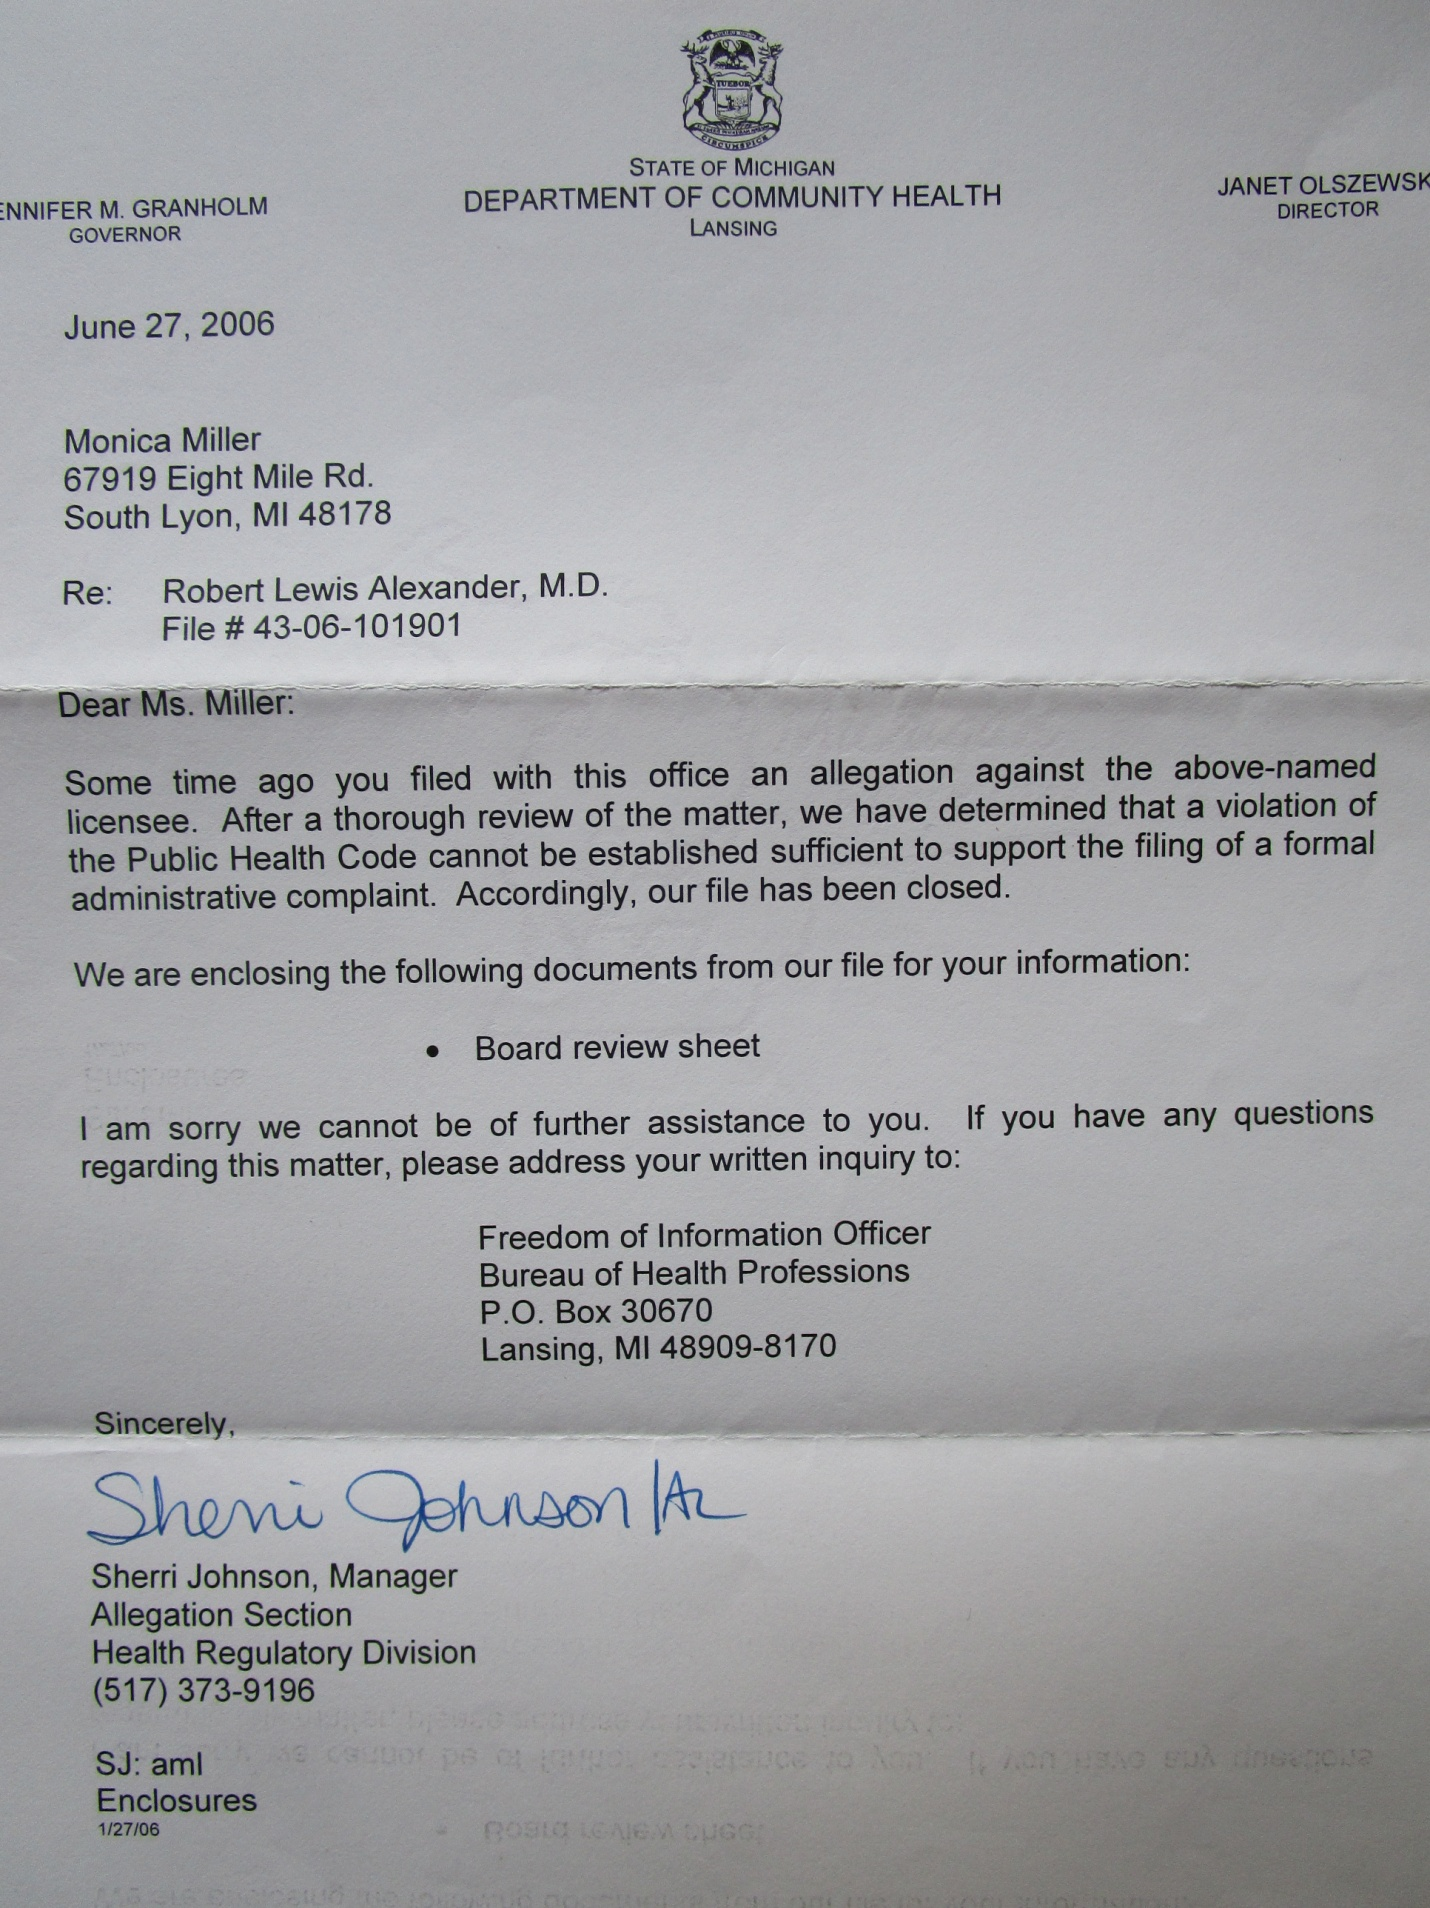 TUEBOR
CIRCUMSPICE
STATE OF MICHIGAN
DEPARTMENT OF COMMUNITY HEALTH
LANSING
ENNIFER M. GRANHOLM
GOVERNOR
JANET OLSZEWSK
DIRECTOR
June 27, 2006
Monica Miller
67919 Eight Mile Rd.
South Lyon, MI 48178
Re: Robert Lewis Alexander, M.D.
File # 43-06-101901
Dear Ms. Miller:
Some time ago you filed with this office an allegation against the above-named
licensee. After a thorough review of the matter, we have determined that a violation of
the Public Health Code cannot be established sufficient to support the filing of a formal
administrative complaint. Accordingly, our file has been closed.
We are enclosing the following documents from our file for your information:
• Board review sheet
I am sorry we cannot be of further assistance to you. If you have any questions
regarding this matter, please address your written inquiry to:
Freedom of Information Officer
Bureau of Health Professions
P.O. Box 30670
Lansing, MI 48909-8170
Sincerely,
Sherri Johnson/AL
Sherri Johnson, Manager
Allegation Section
Health Regulatory Division
(517) 373-9196
SJ: aml
Enclosures
1/27/06